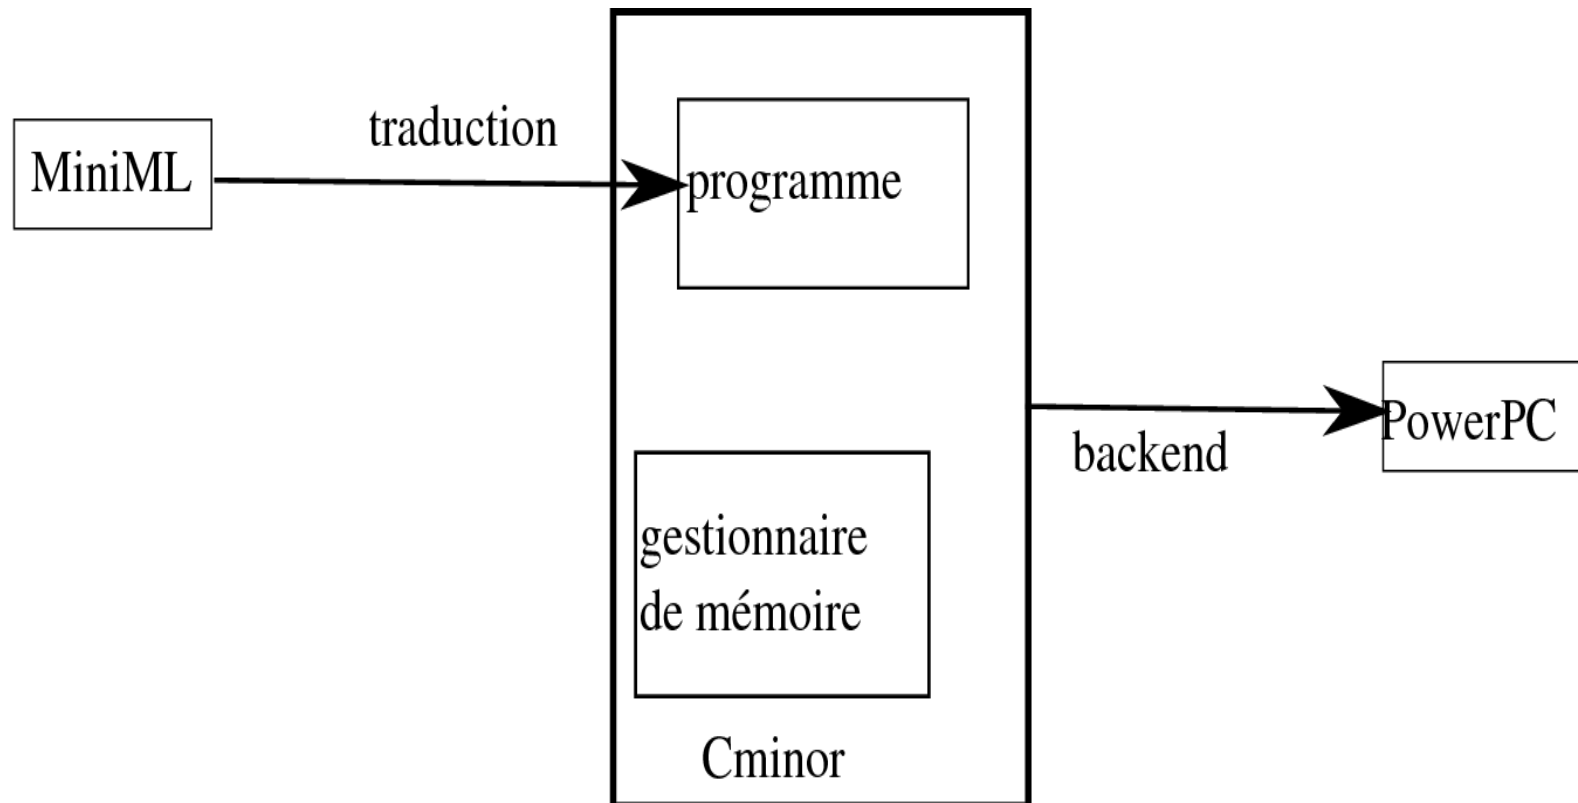 traduction
MiniML
programme
PowerPC
backend
gestionnaire
de mémoire
Cminor